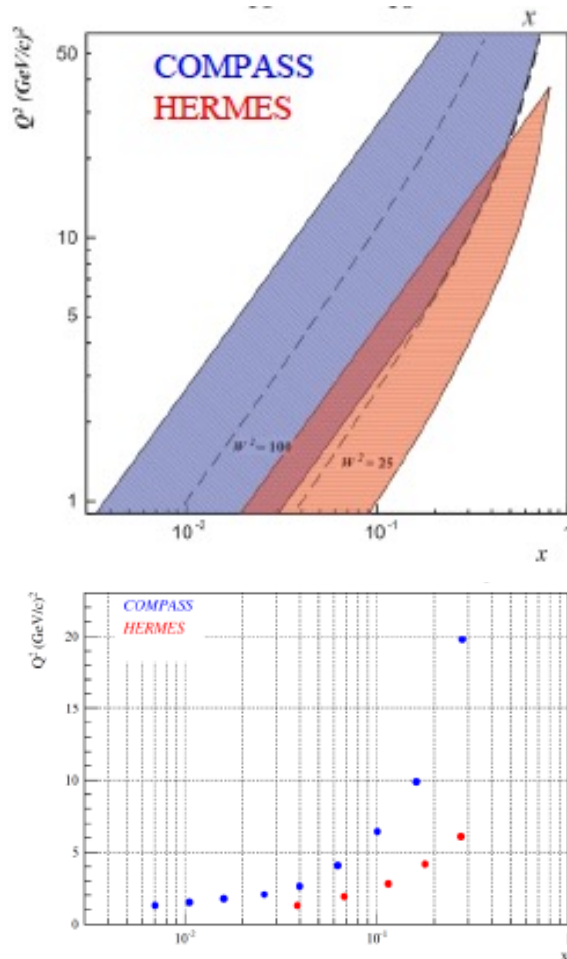 x
50
Q² (GeV/c)²
COMPASS
HERMES
10
5
W² = 100
W² = 25
1
10⁻² 10⁻¹ 1
x
COMPASS
HERMES
Q² (GeV/c)²
20
15
10
5
0
10⁻² 10⁻¹
x